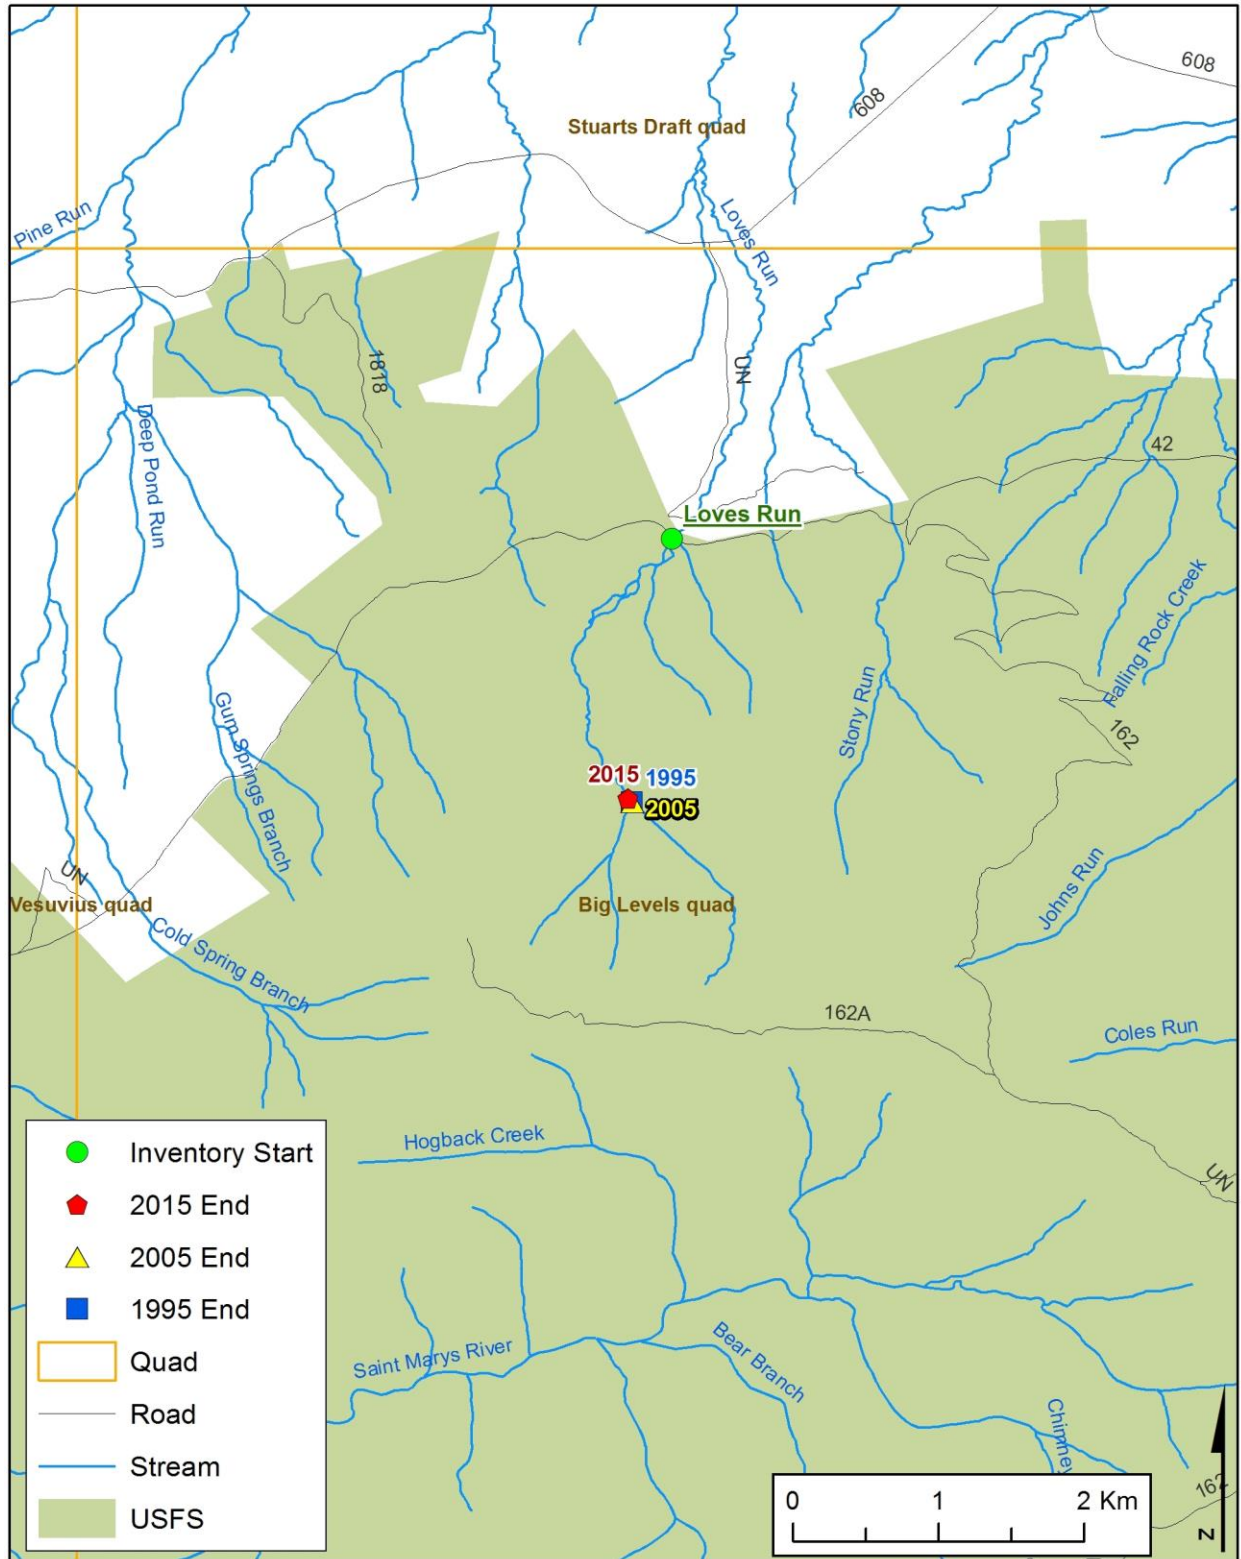 608
608
Stuarts Draft quad
Pine Run
Loves Run
UN
1818
Deep Pond Run
42
Loves Run
Falling Rock Creek
Stony Run
162
Gum Springs Branch
2015
1995
2005
Johns Run
UN
Vesuvius quad
Big Levels quad
Cold Spring Branch
162A
Coles Run
Hogback Creek
UN
Saint Marys River
Bear Branch
Chimney
162
Inventory Start
2015 End
2005 End
1995 End
Quad
Road
Stream
USFS
0 1 2 Km
N